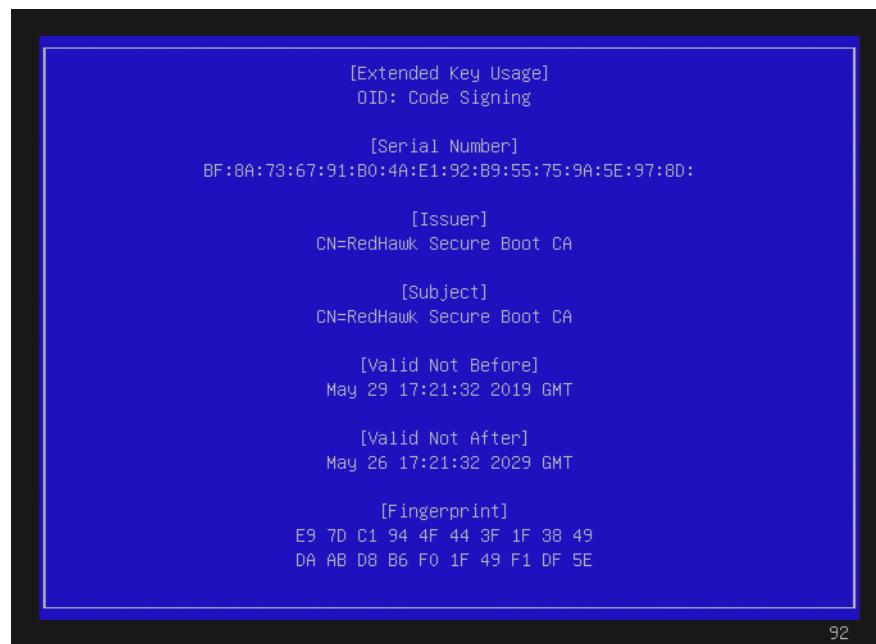 [Extended Key Usage]
OID: Code Signing
[Serial Number]
BF:8A:73:67:91:B0:4A:E1:92:B9:55:75:9A:5E:97:8D:
[Issuer]
CN=RedHawk Secure Boot CA
[Subject]
CN=RedHawk Secure Boot CA
[Valid Not Before]
May 29 17:21:32 2019 GMT
[Valid Not After]
May 26 17:21:32 2029 GMT
[Fingerprint]
E9 7D C1 94 4F 44 3F 1F 38 49
DA AB D8 B6 F0 1F 49 F1 DF 5E
92